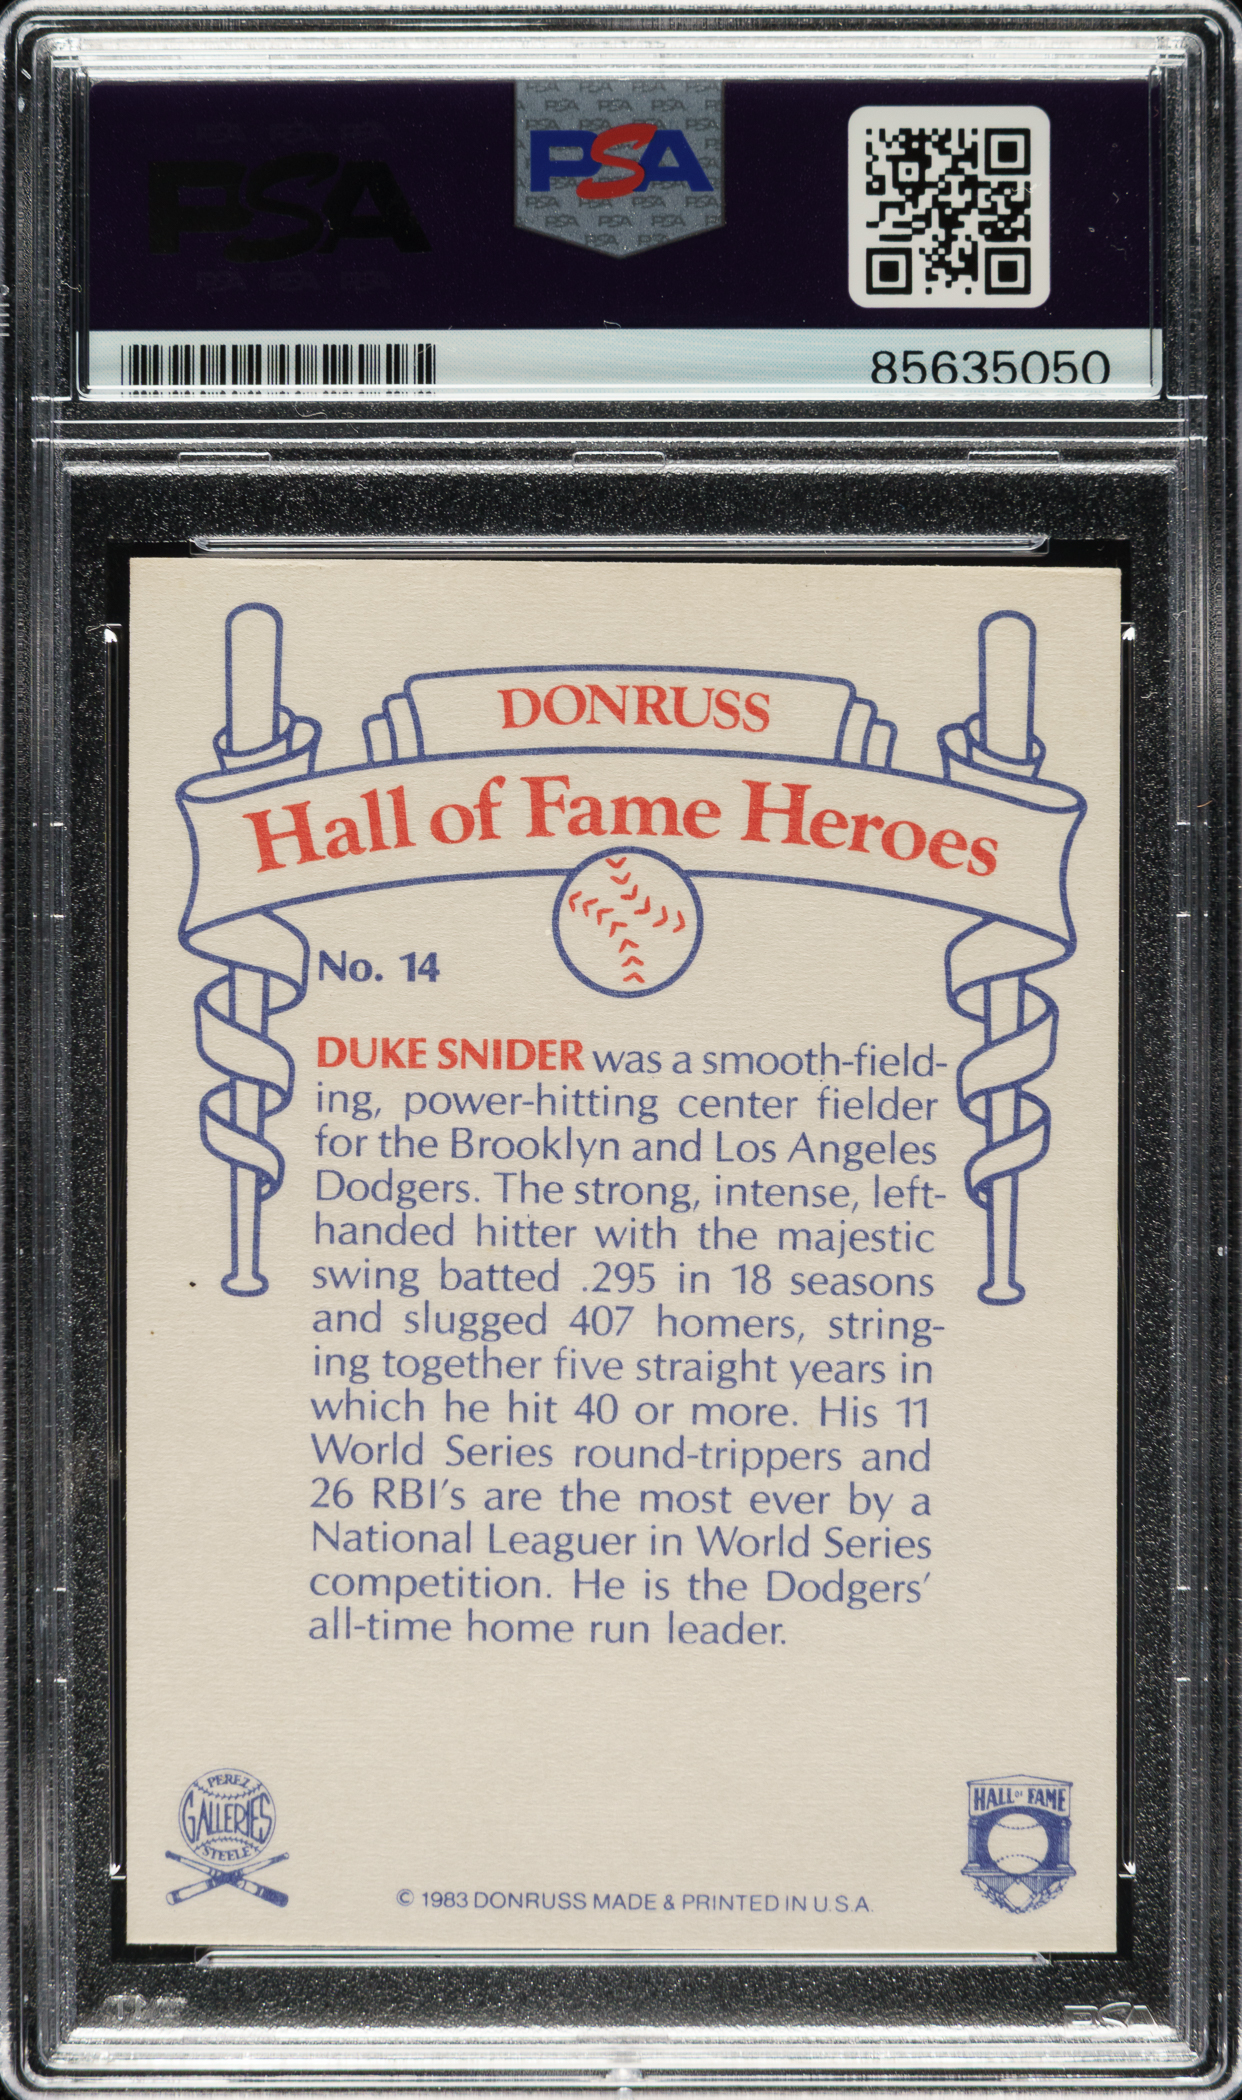 PSA
PSA
85635050
DONRUSS
Hall of Fame Heroes
No. 14
DUKE SNIDER was a smooth-field-
ing, power-hitting center fielder
for the Brooklyn and Los Angeles
Dodgers. The strong, intense, left-
handed hitter with the majestic
swing batted .295 in 18 seasons
and slugged 407 homers, string-
ing together five straight years in
which he hit 40 or more. His 11
World Series round-trippers and
26 RBI's are the most ever by a
National Leaguer in World Series
competition. He is the Dodgers'
all-time home run leader.
PEREZ
GALLERIES
STEELE
HALL OF FAME
© 1983 DONRUSS MADE & PRINTED IN U.S.A.
PSA